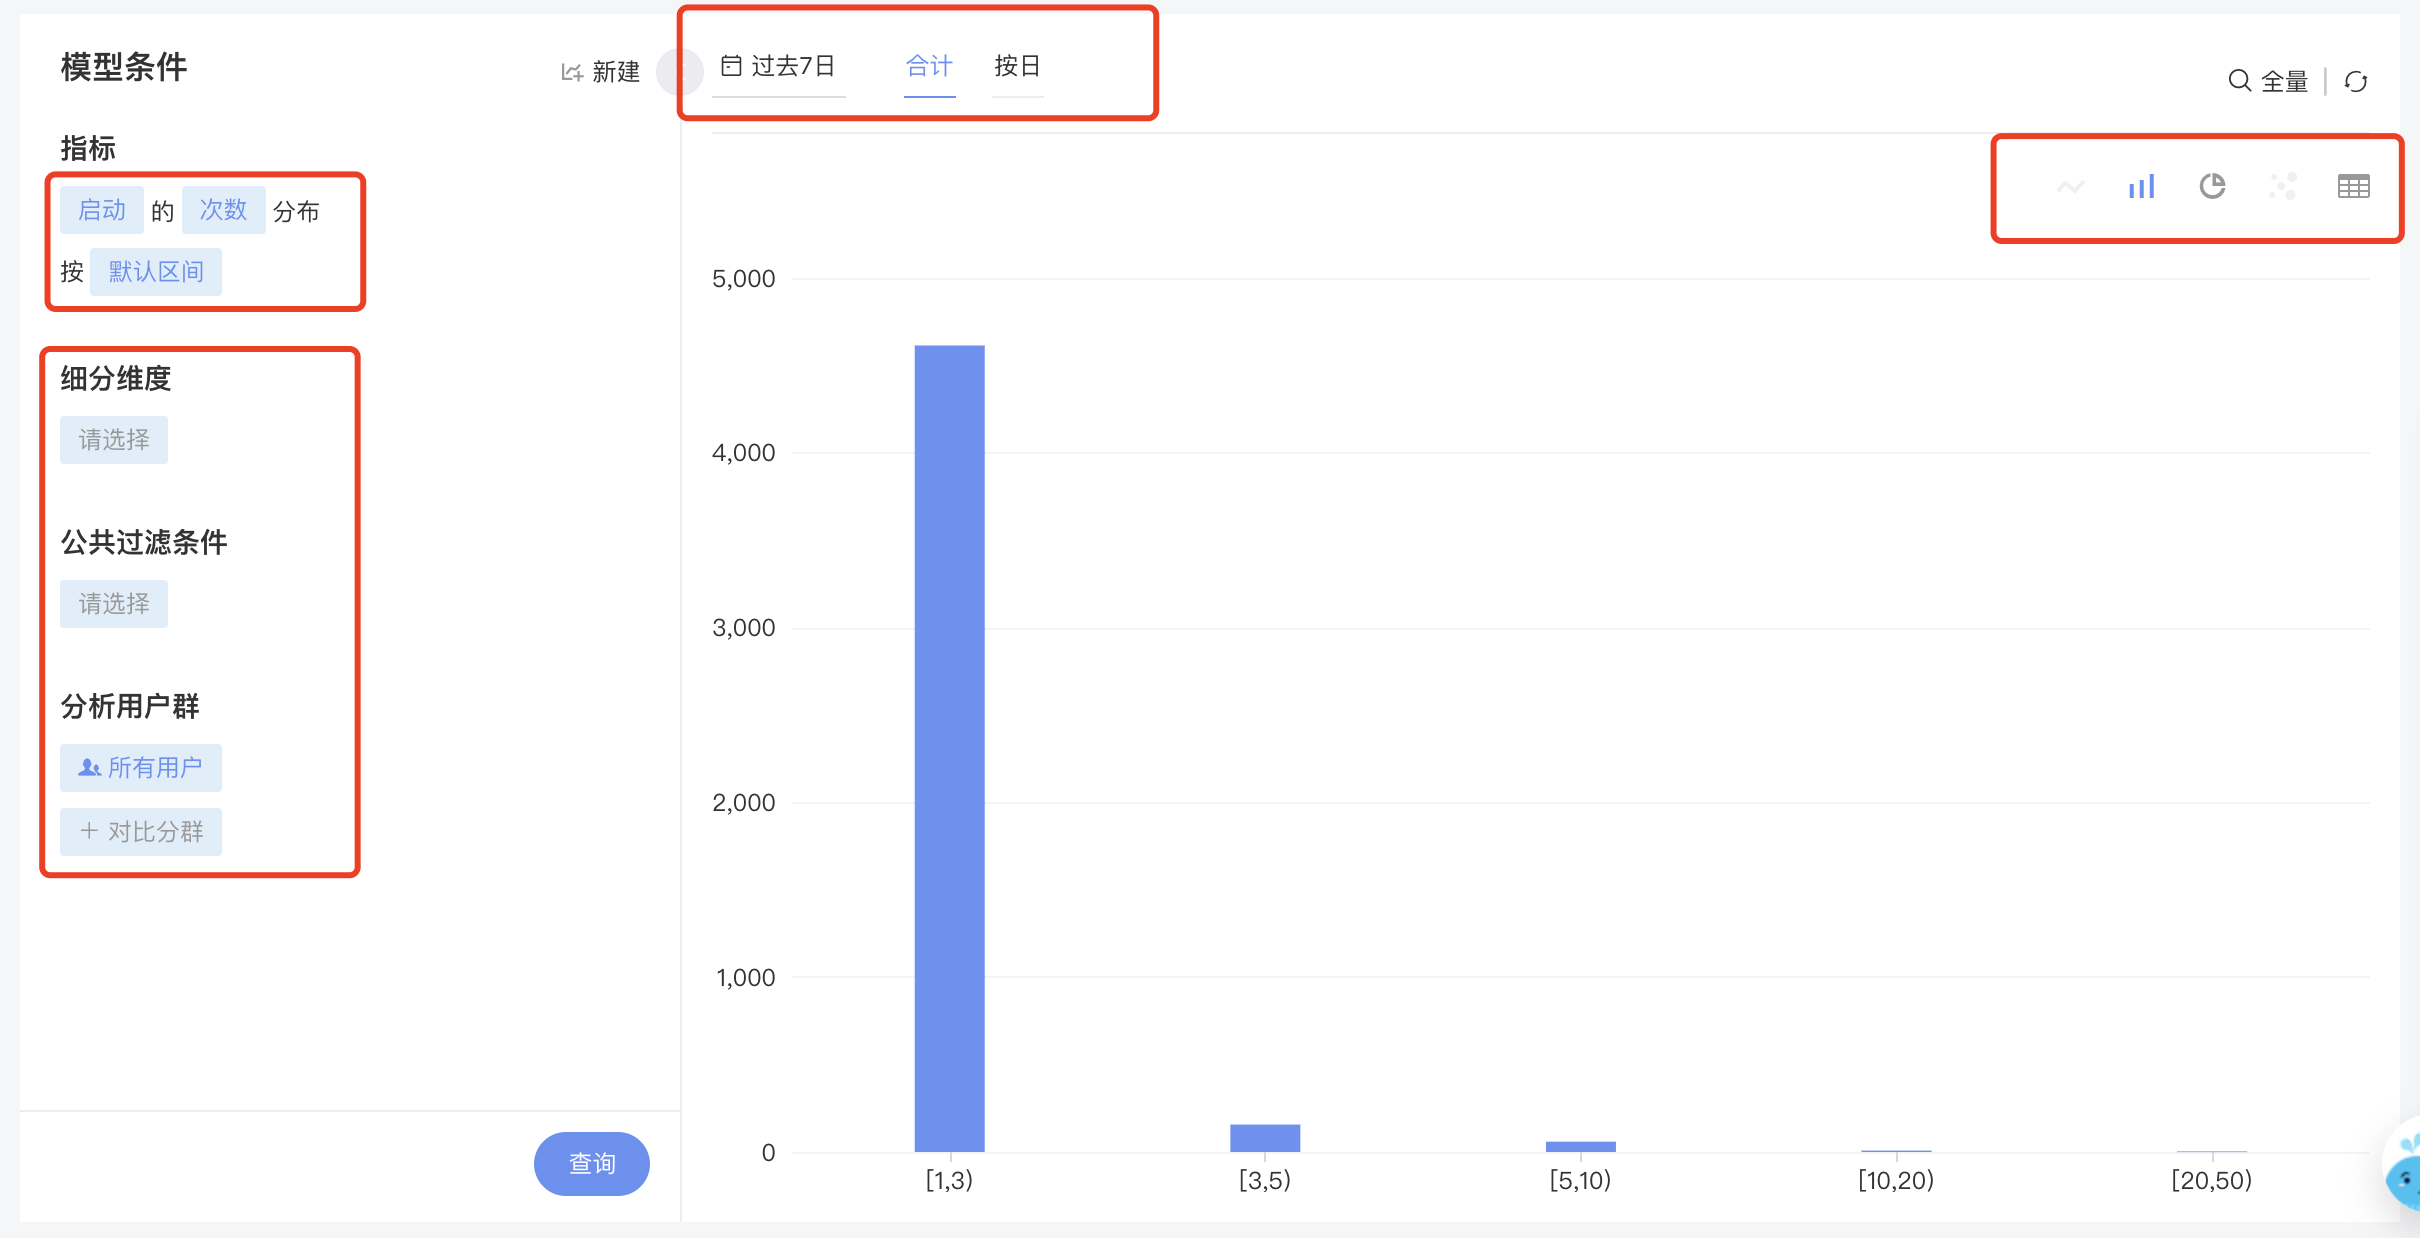 模型条件
新建
指标
启动 的 次数 分布
按 默认区间
细分维度
请选择
公共过滤条件
请选择
分析用户群
所有用户
+ 对比分群
查询
过去7日 合计 按日
全量
5,000
4,000
3,000
2,000
1,000
0
[1,3) [3,5) [5,10) [10,20) [20,50)